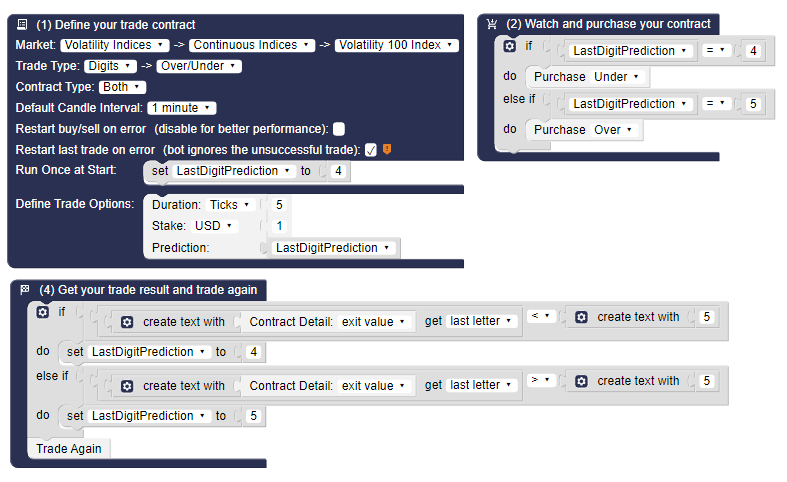 (1) Define your trade contract
Market: Volatility Indices -> Continuous Indices -> Volatility 100 Index
Trade Type: Digits -> Over/Under
Contract Type: Both
Default Candle Interval: 1 minute
Restart buy/sell on error (disable for better performance):
Restart last trade on error (bot ignores the unsuccessful trade):
Run Once at Start: set LastDigitPrediction to 4
Define Trade Options: Duration: Ticks 5
Stake: USD 1
Prediction: LastDigitPrediction
(2) Watch and purchase your contract
if LastDigitPrediction = 4
do Purchase Under
else if LastDigitPrediction = 5
do Purchase Over
(4) Get your trade result and trade again
if create text with Contract Detail: exit value get last letter < create text with 5
do set LastDigitPrediction to 4
else if create text with Contract Detail: exit value get last letter > create text with 5
do set LastDigitPrediction to 5
Trade Again